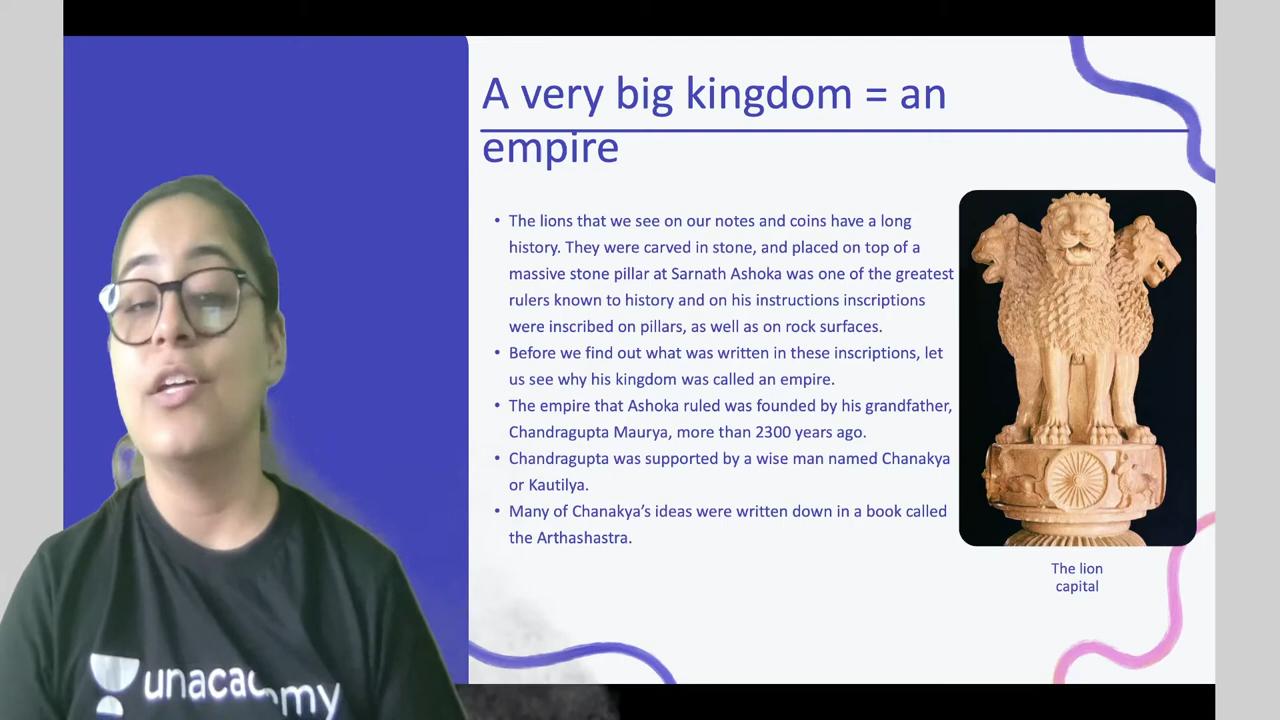 A very big kingdom = an
empire
• The lions that we see on our notes and coins have a long
history. They were carved in stone, and placed on top of a
massive stone pillar at Sarnath Ashoka was one of the greatest
rulers known to history and on his instructions inscriptions
were inscribed on pillars, as well as on rock surfaces.
• Before we find out what was written in these inscriptions, let
us see why his kingdom was called an empire.
• The empire that Ashoka ruled was founded by his grandfather,
Chandragupta Maurya, more than 2300 years ago.
• Chandragupta was supported by a wise man named Chanakya
or Kautilya.
• Many of Chanakya’s ideas were written down in a book called
the Arthashastra.
The lion
capital
unacademy